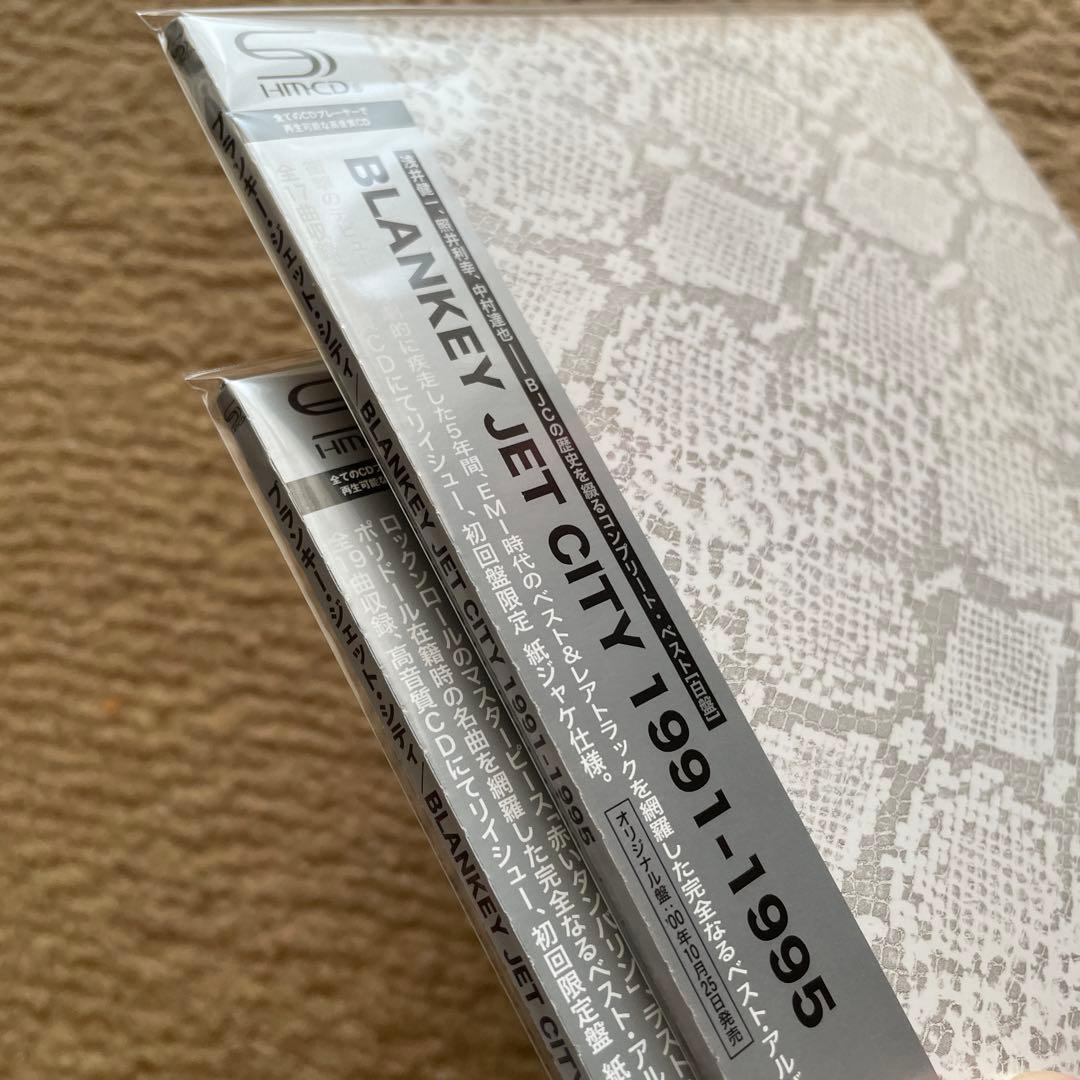 SHM-CD
全てのCDプレーヤーで
再生可能な高音質CD
浅井健一、照井利幸、中村達也――BJCの歴史を綴るコンプリート・ベスト［白盤］
BLANKEY JET CITY 1991-1995
的に疾走した5年間、EMI時代のベスト&レアトラックを網羅した完全なるベスト・アルバ
全17曲収
CDにてリイシュー、初回盤限定 紙ジャケ仕様。
オリジナル盤:'00年10月25日発売
ブランキー・ジェット・シティ/BLANKEY JET CITY 1991-1995
HM-CD
全てのCDプ
再生可能な
ロックンロールのマスターピース「赤いタンバリン」、ラスト
ポリドール在籍時の名曲を網羅した完全なるベスト・アル
全19曲収録、高音質CDにてリイシュー、初回限定盤 紙
ブランキー・ジェット・シティ/BLANKEY JET CITY